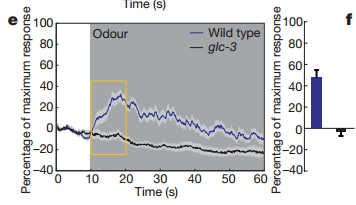 Time (s)
e
Percentage of maximum response
100
80
60
40
20
0
−20
−40
Odour
Wild type
glc-3
0 10 20 30 40 50 60
Time (s)
Percentage of maximum response
100
80
60
40
20
0
−20
−40
f